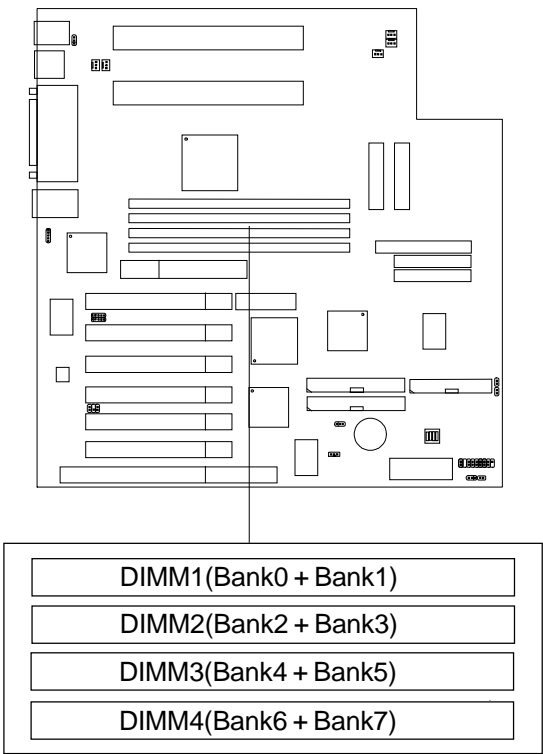 DIMM1(Bank0 + Bank1)
DIMM2(Bank2 + Bank3)
DIMM3(Bank4 + Bank5)
DIMM4(Bank6 + Bank7)